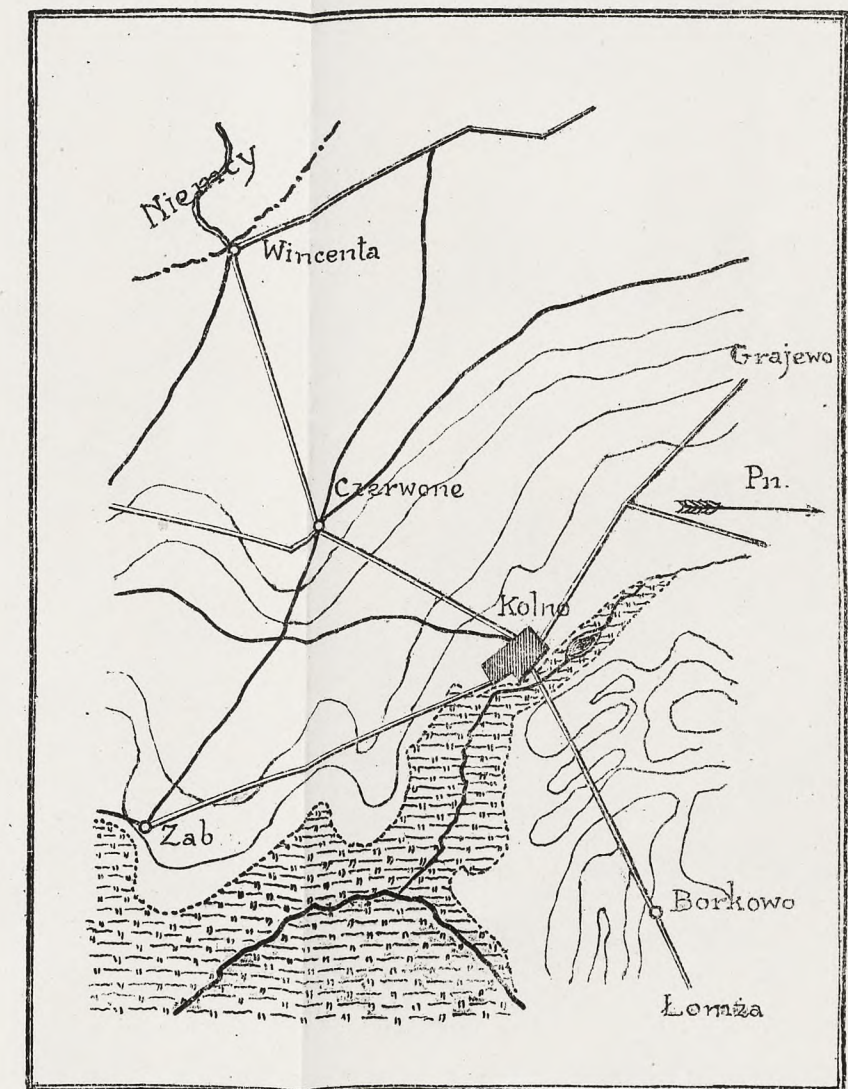 Niemcy
Wincenta
Grajewo
Czerwone
Pn.
Kolno
Zab
Borkowo
Łomża